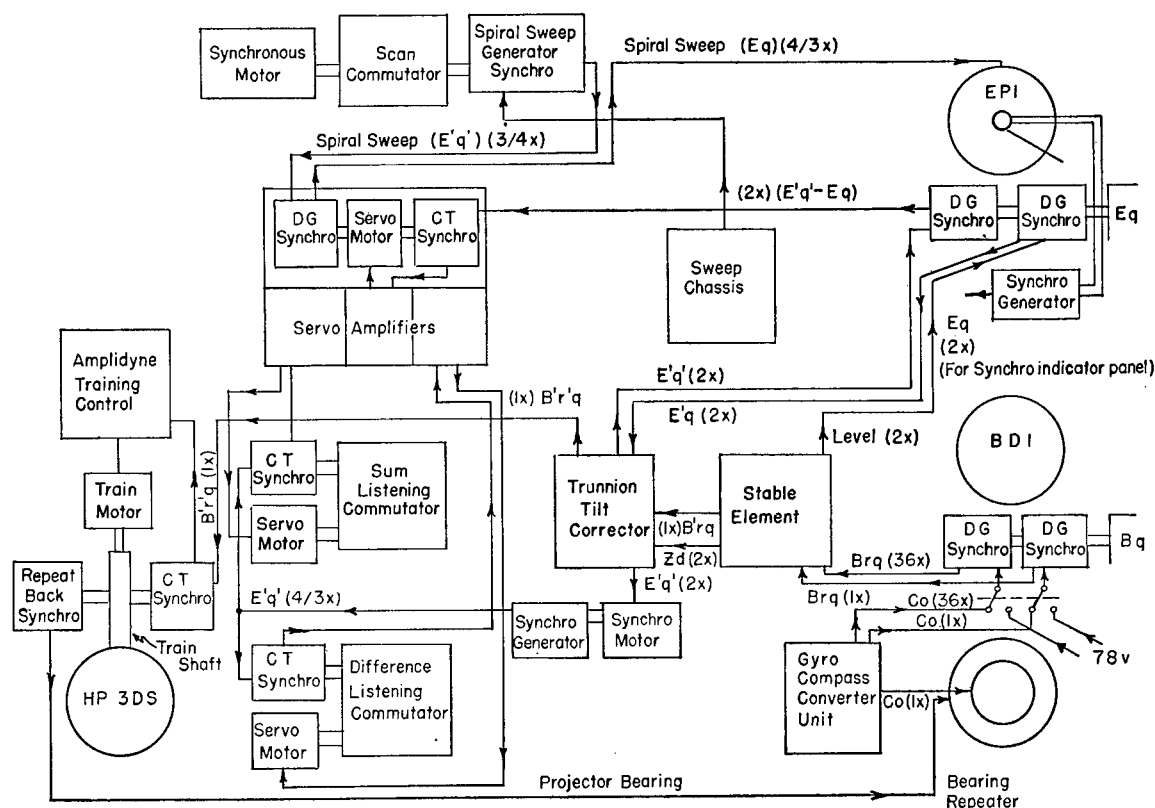 Synchronous
Motor
Scan
Commutator
Spiral Sweep
Generator
Synchro
Spiral Sweep (Eq)(4/3x)
EPI
Spiral Sweep (E'q')(3/4x)
DG
Synchro
Servo
Motor
CT
Synchro
(2x)(E'q'-Eq)
DG
Synchro
DG
Synchro
Eq
Sweep
Chassis
Synchro
Generator
Servo Amplifiers
Eq
(2x)
(For Synchro indicator panel)
Amplidyne
Training
Control
E'q'(2x)
(1x) B'r'q
E'q (2x)
Level (2x)
BDI
Train
Motor
B'r'q (1x)
CT
Synchro
Sum
Listening
Commutator
Servo
Motor
Trunnion
Tilt
Corrector
(1x)B'rq
Zd(2x)
Stable
Element
DG
Synchro
DG
Synchro
Bq
Repeat
Back
Synchro
CT
Synchro
E'q'(2x)
Brq (36x)
Brq (1x)
E'q' (4/3x)
Synchro
Generator
Synchro
Motor
Co(36x)
Co(1x)
Train
Shaft
CT
Synchro
Difference
Listening
Commutator
78v
HP 3DS
Servo
Motor
Gyro
Compass
Converter
Unit
Co(1x)
Projector Bearing
Bearing
Repeater